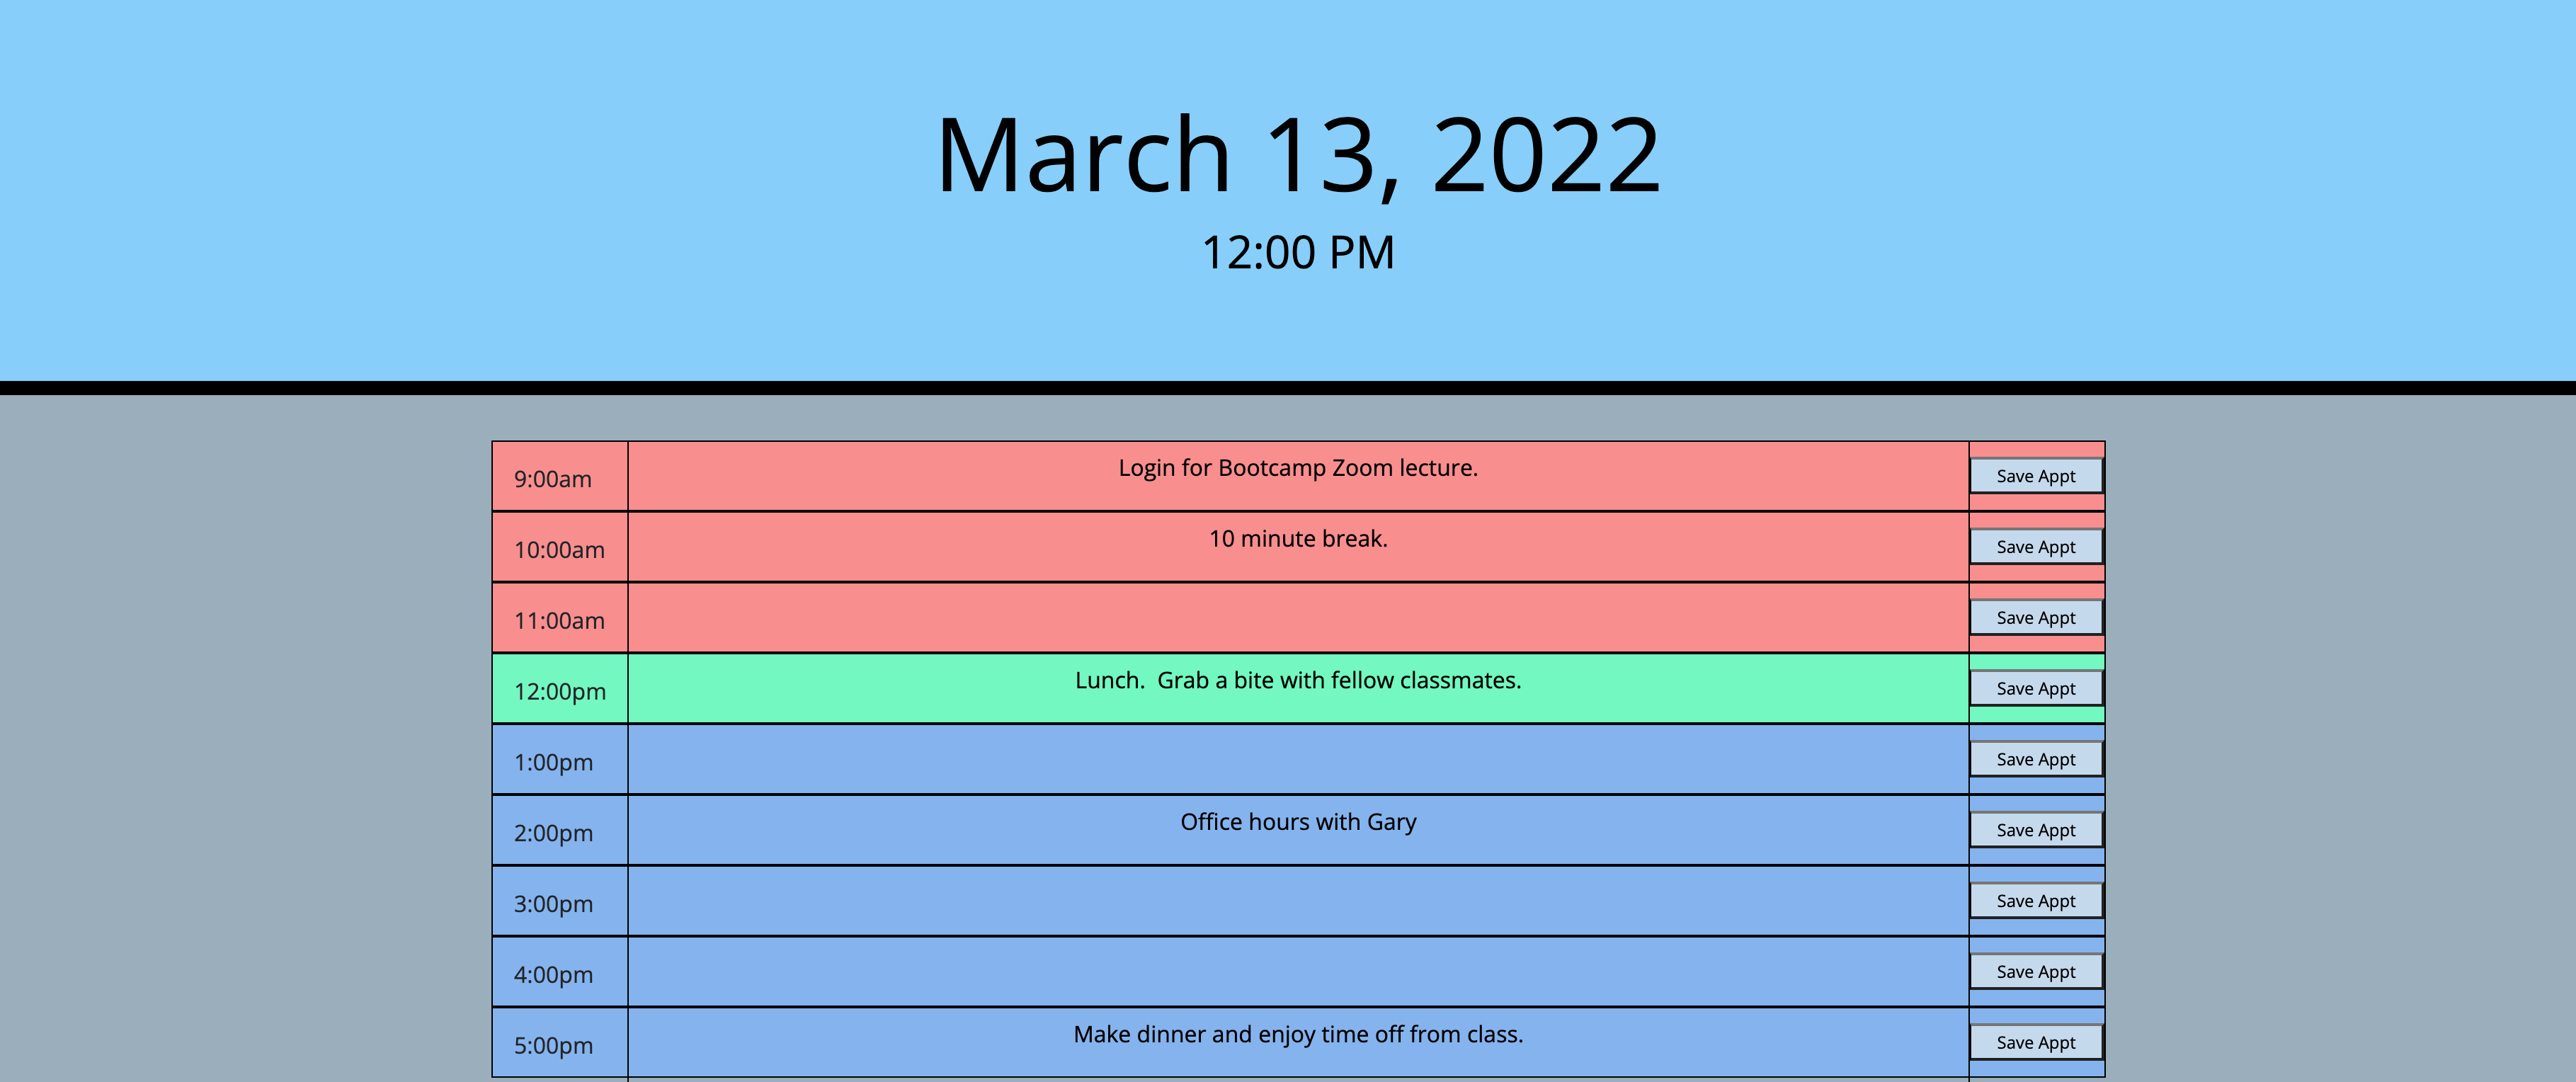 March 13, 2022
12:00 PM
9:00am Login for Bootcamp Zoom lecture. Save Appt
10:00am 10 minute break. Save Appt
11:00am Save Appt
12:00pm Lunch.  Grab a bite with fellow classmates. Save Appt
1:00pm Save Appt
2:00pm Office hours with Gary Save Appt
3:00pm Save Appt
4:00pm Save Appt
5:00pm Make dinner and enjoy time off from class. Save Appt